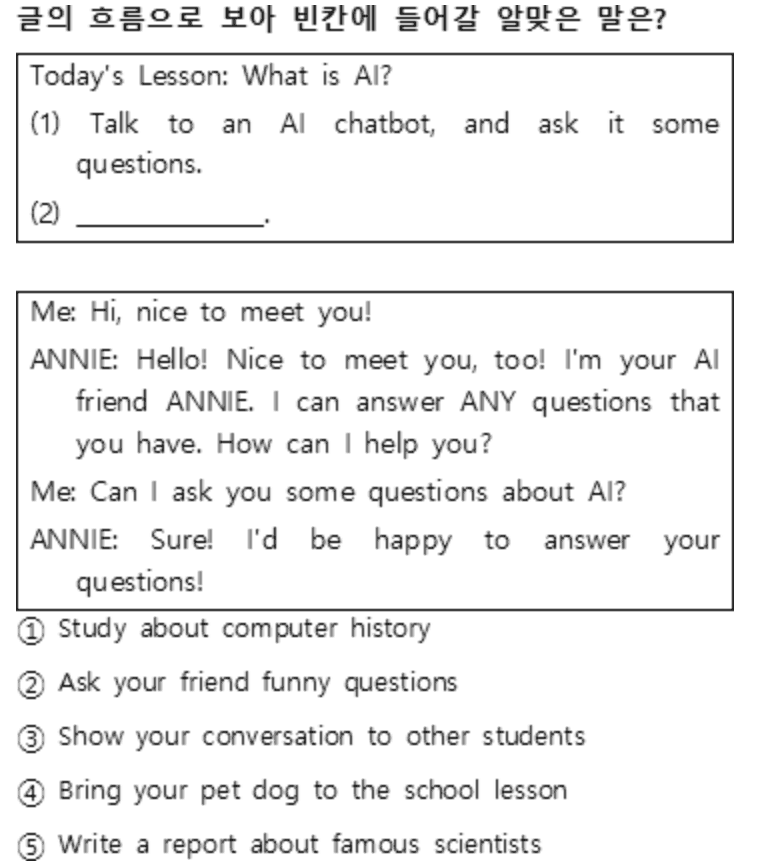 글의 흐름으로 보아 빈칸에 들어갈 알맞은 말은?
Today's Lesson: What is AI?
(1) Talk to an AI chatbot, and ask it some
questions.
(2) ______________.
Me: Hi, nice to meet you!
ANNIE: Hello! Nice to meet you, too! I'm your AI
friend ANNIE. I can answer ANY questions that
you have. How can I help you?
Me: Can I ask you some questions about AI?
ANNIE: Sure! I'd be happy to answer your
questions!
① Study about computer history
② Ask your friend funny questions
③ Show your conversation to other students
④ Bring your pet dog to the school lesson
⑤ Write a report about famous scientists